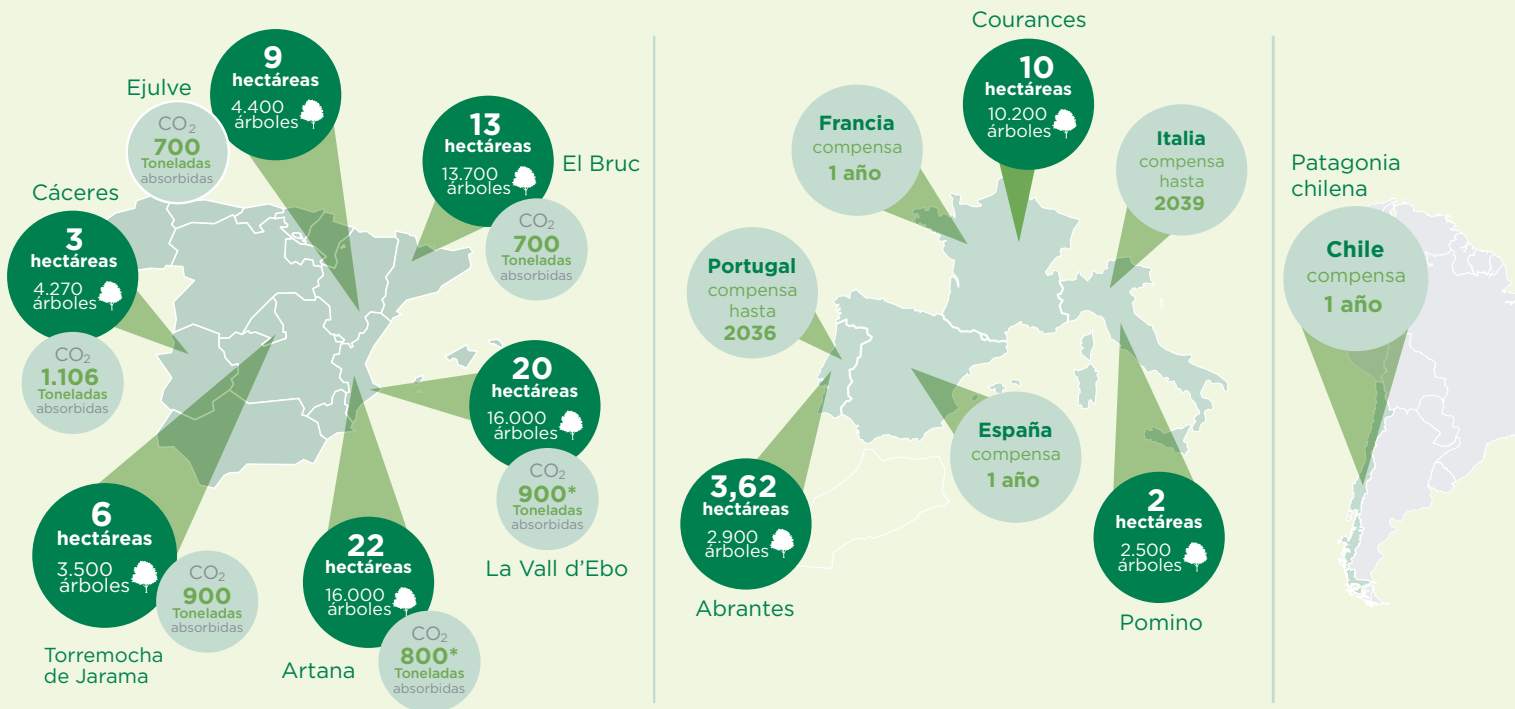 Ejulve
9
hectáreas
4.400
árboles
CO₂
700
Toneladas
absorbidas
13
hectáreas
13.700
árboles
El Bruc
CO₂
700
Toneladas
absorbidas
Cáceres
3
hectáreas
4.270
árboles
CO₂
1.106
Toneladas
absorbidas
20
hectáreas
16.000
árboles
CO₂
900*
Toneladas
absorbidas
La Vall d’Ebo
6
hectáreas
3.500
árboles
CO₂
900
Toneladas
absorbidas
Torremocha
de Jarama
22
hectáreas
16.000
árboles
Artana
CO₂
800*
Toneladas
absorbidas
Courances
10
hectáreas
10.200
árboles
Francia
compensa
1 año
Italia
compensa
hasta
2039
Portugal
compensa
hasta
2036
España
compensa
1 año
3,62
hectáreas
2.900
árboles
Abrantes
2
hectáreas
2.500
árboles
Pomino
Patagonia
chilena
Chile
compensa
1 año